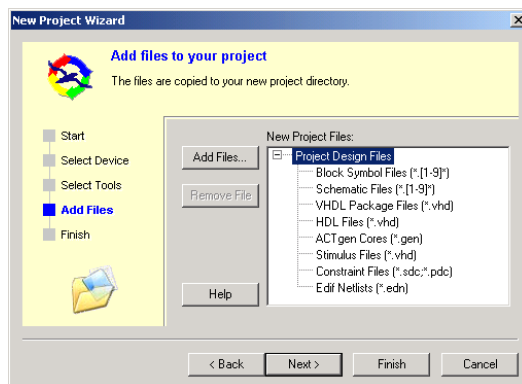 New Project Wizard
Add files to your project
The files are copied to your new project directory.
Start
Select Device
Select Tools
Add Files
Finish
Add Files...
Remove File
Help
New Project Files:
Project Design Files
Block Symbol Files (*.[1-9]*)
Schematic Files (*.[1-9]*)
VHDL Package Files (*.vhd)
HDL Files (*.vhd)
ACTgen Cores (*.gen)
Stimulus Files (*.vhd)
Constraint Files (*.sdc;*.pdc)
Edif Netlists (*.edn)
< Back Next > Finish Cancel